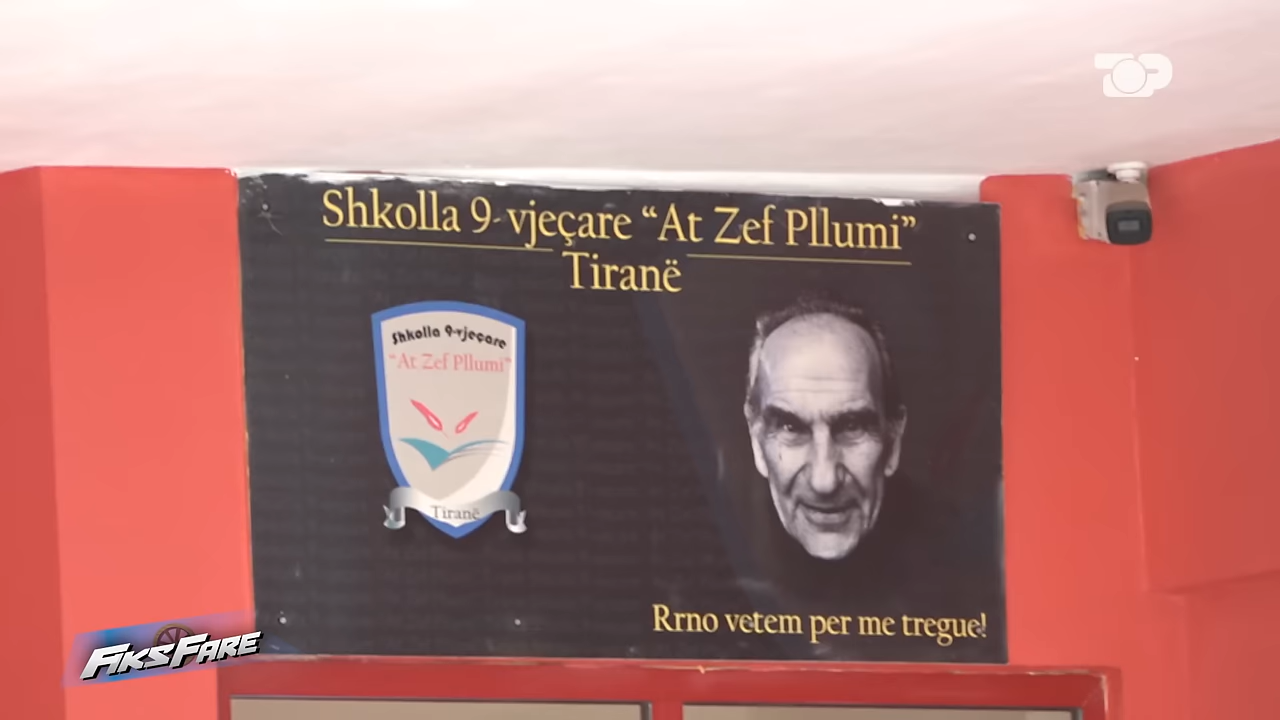 TOP
Shkolla 9-vjeçare “At Zef Pllumi”
Tiranë
Shkolla 9-vjeçare
“At Zef Pllumi”
Tiranë
Rrno vetem per me tregue!
FIKSFARE